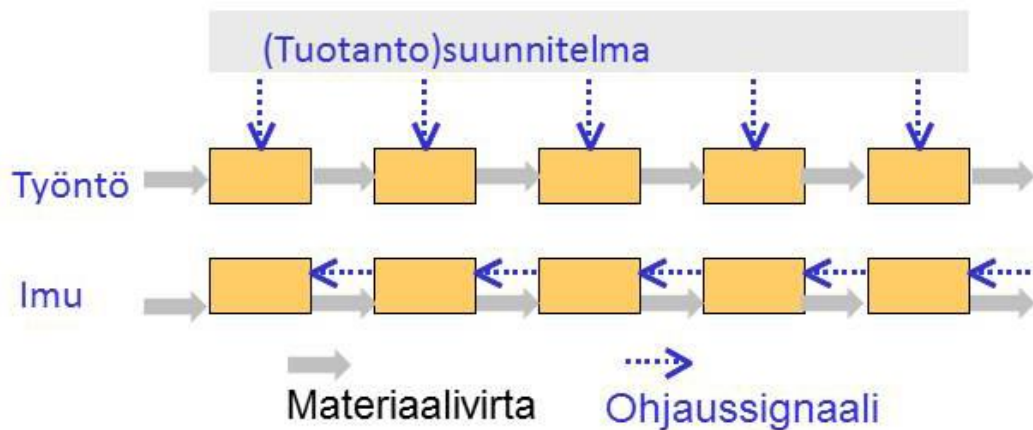 (Tuotanto)suunnitelma
Työntö
Imu
Materiaalivirta
Ohjaussignaali